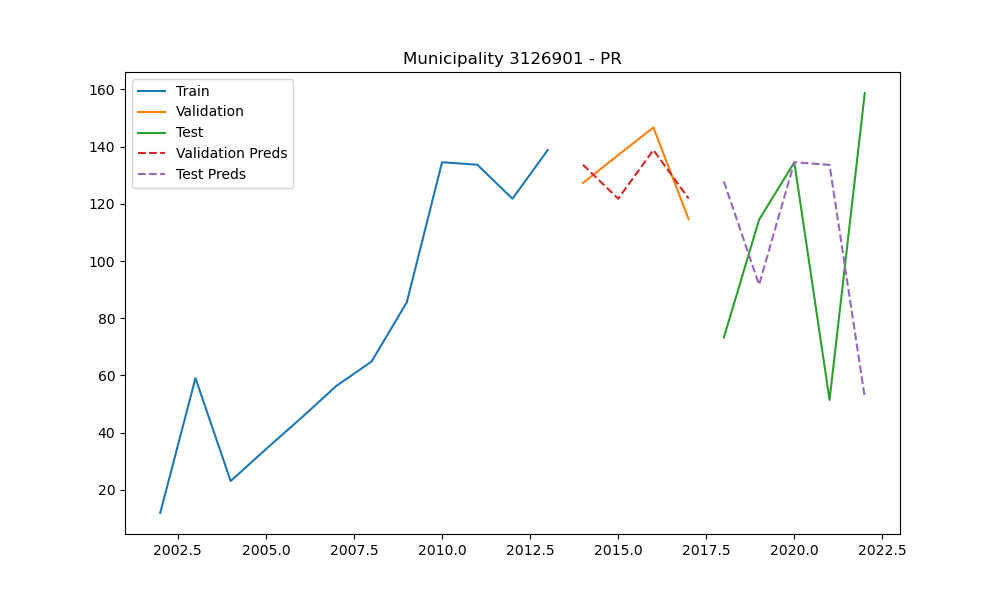 Municipality 3126901 - PR
Train
Validation
Test
Validation Preds
Test Preds
160
140
120
100
80
60
40
20
2002.5 2005.0 2007.5 2010.0 2012.5 2015.0 2017.5 2020.0 2022.5